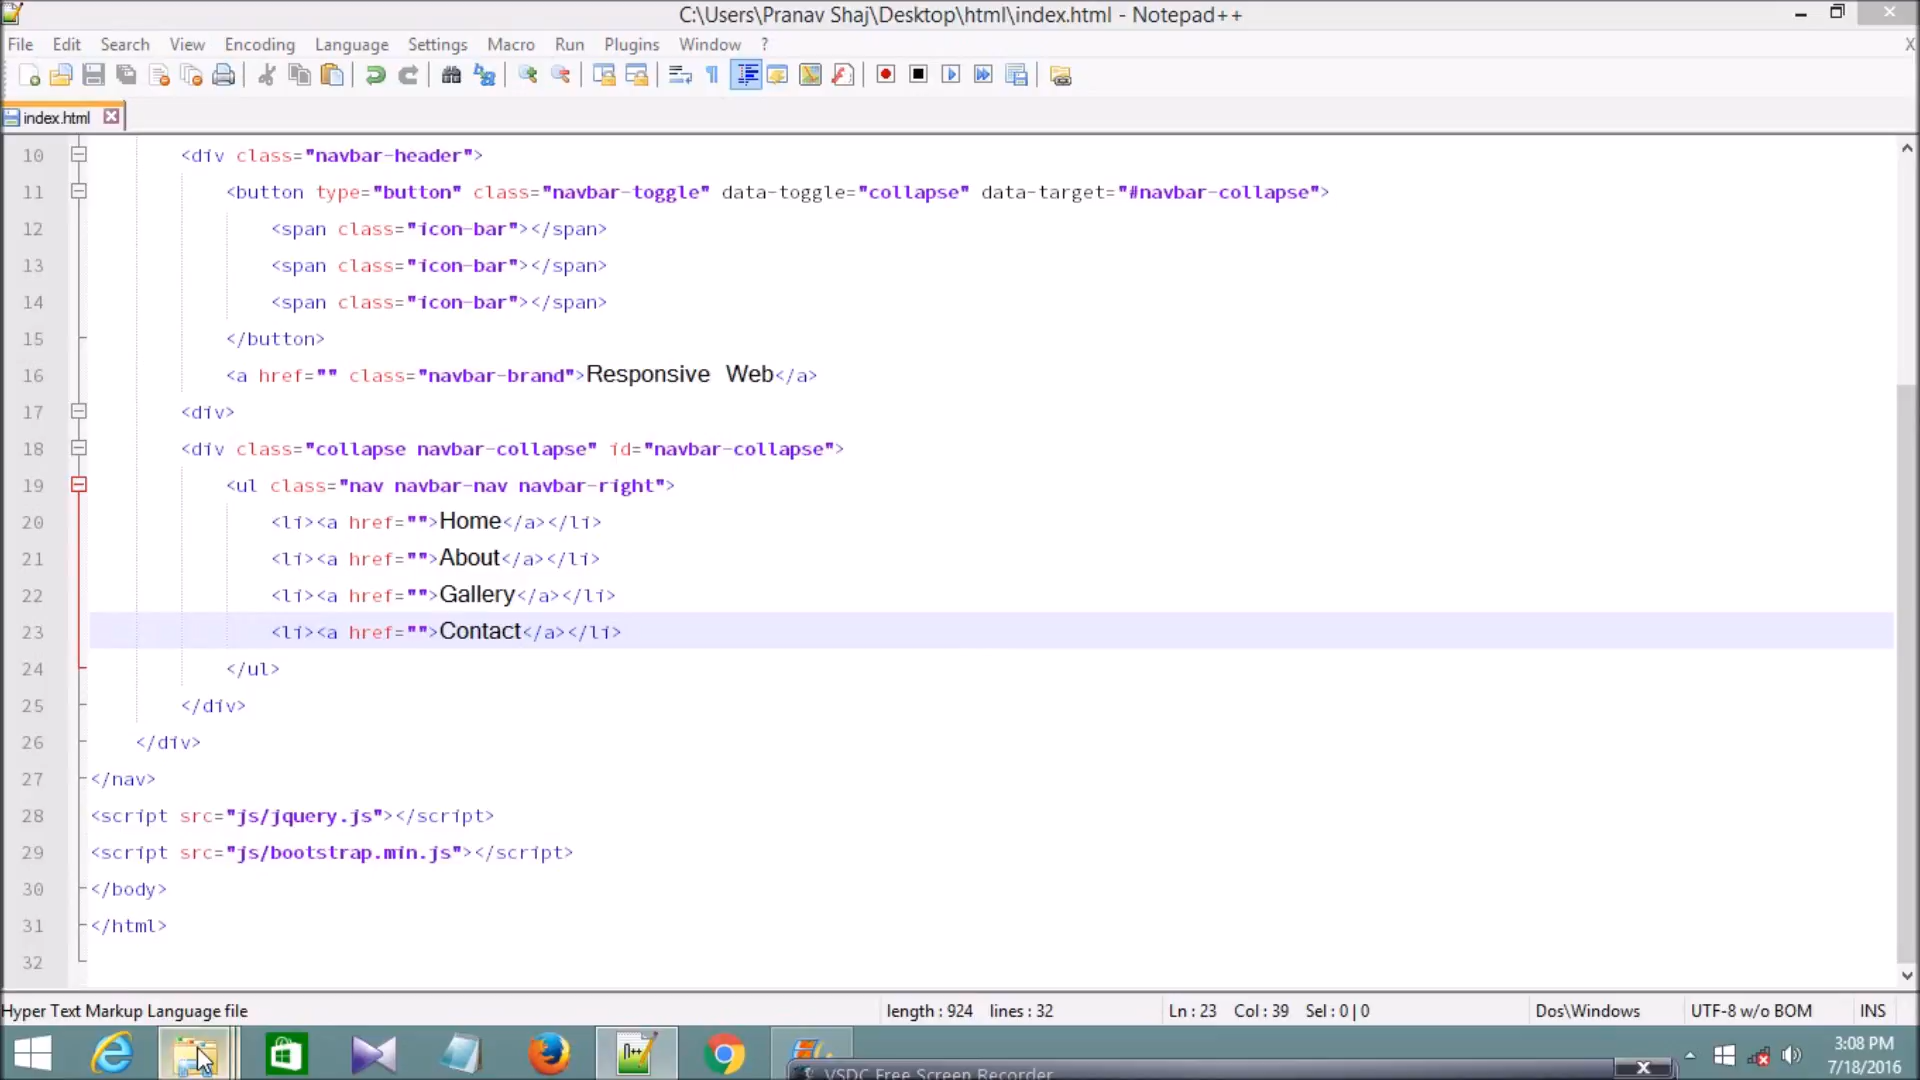 C:\Users\Pranav Shaj\Desktop\html\index.html - Notepad++
File Edit Search View Encoding Language Settings Macro Run Plugins Window ? X
index.html
10 <div class="navbar-header">
11 <button type="button" class="navbar-toggle" data-toggle="collapse" data-target="#navbar-collapse">
12 <span class="icon-bar"></span>
13 <span class="icon-bar"></span>
14 <span class="icon-bar"></span>
15 </button>
16 <a href="" class="navbar-brand">Responsive Web</a>
17 <div>
18 <div class="collapse navbar-collapse" id="navbar-collapse">
19 <ul class="nav navbar-nav navbar-right">
20 <li><a href="">Home</a></li>
21 <li><a href="">About</a></li>
22 <li><a href="">Gallery</a></li>
23 <li><a href="">Contact</a></li>
24 </ul>
25 </div>
26 </div>
27 </nav>
28 <script src="js/jquery.js"></script>
29 <script src="js/bootstrap.min.js"></script>
30 </body>
31 </html>
32
Hyper Text Markup Language file length : 924 lines : 32 Ln : 23 Col : 39 Sel : 0 | 0 Dos\Windows UTF-8 w/o BOM INS
3:08 PM
7/18/2016
VSDC Free Screen Recorder